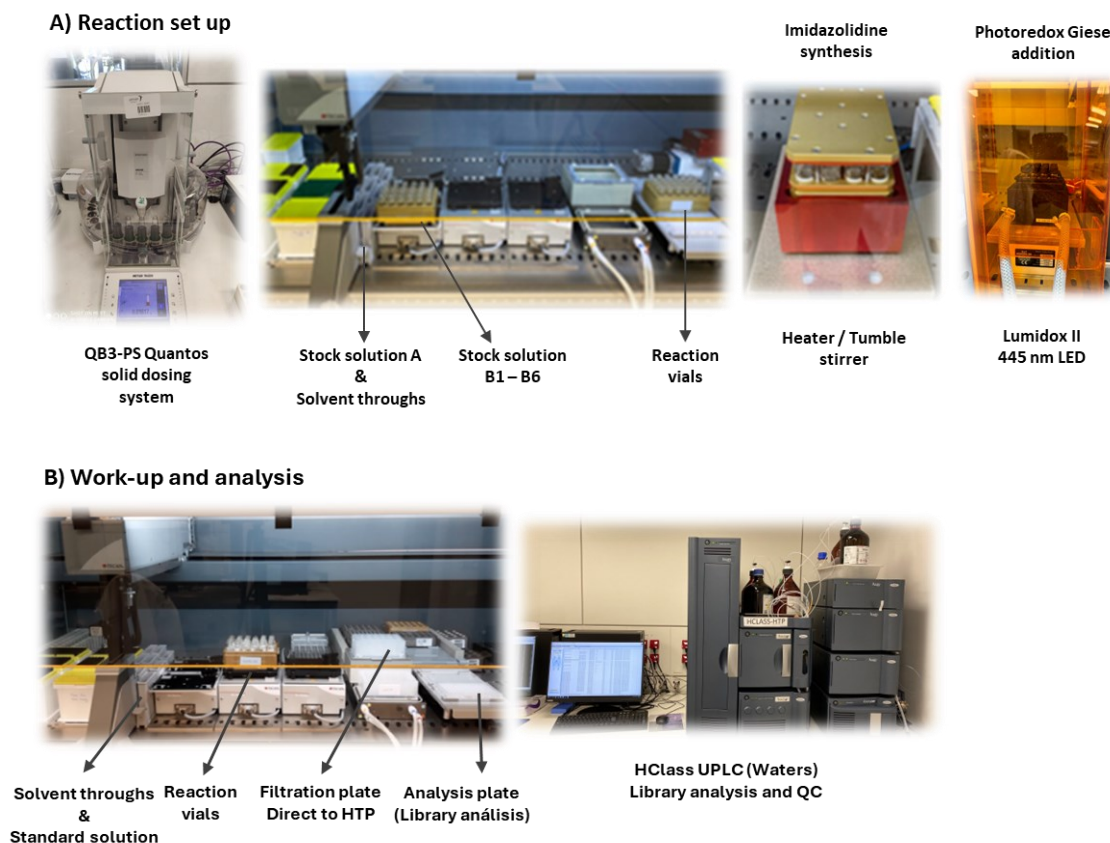 A) Reaction set up
Imidazolidine
synthesis
Photoredox Giese
addition
QB3-PS Quantos
solid dosing
system
Stock solution A
&
Solvent throughs
Stock solution
B1 – B6
Reaction
vials
Heater / Tumble
stirrer
Lumidox II
445 nm LED
B) Work-up and analysis
HCLASS-HTP
Solvent throughs
&
Standard solution
Reaction
vials
Filtration plate
Direct to HTP
Analysis plate
(Library análisis)
HClass UPLC (Waters)
Library analysis and QC